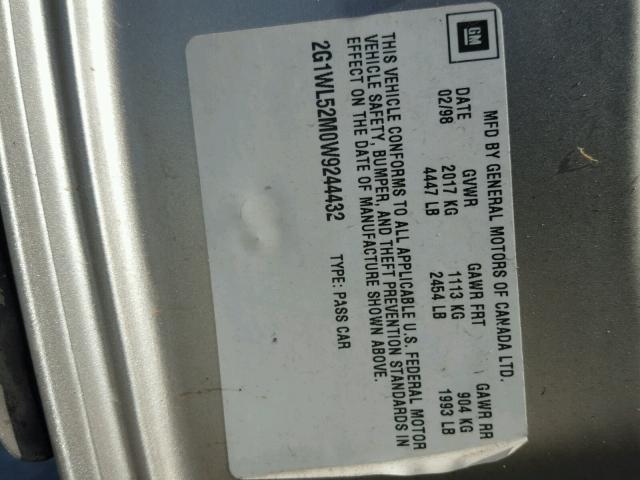 GM
MFD BY GENERAL MOTORS OF CANADA LTD.
DATE GVWR GAWR FRT GAWR RR
02/98 2017 KG 1113 KG 904 KG
4447 LB 2454 LB 1993 LB
THIS VEHICLE CONFORMS TO ALL APPLICABLE U.S. FEDERAL MOTOR
VEHICLE SAFETY, BUMPER, AND THEFT PREVENTION STANDARDS IN
EFFECT ON THE DATE OF MANUFACTURE SHOWN ABOVE.
2G1WL52M0W9244432 TYPE: PASS CAR